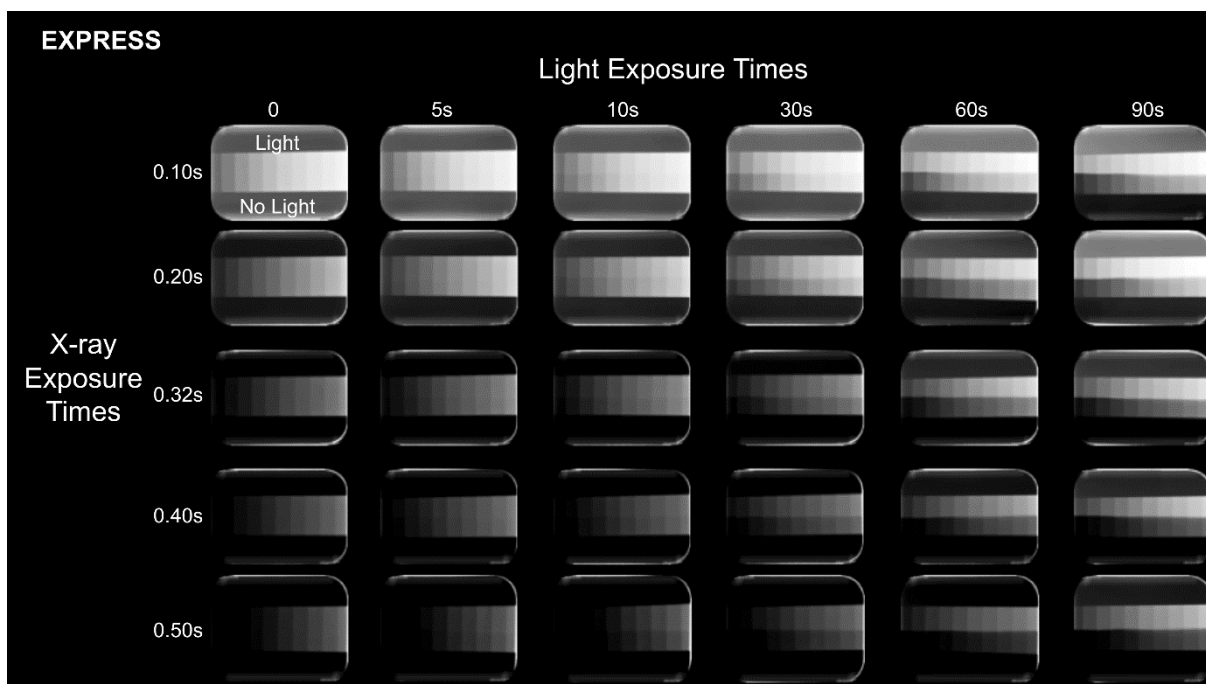 EXPRESS
Light Exposure Times
0 5s 10s 30s 60s 90s
Light
0.10s
No Light
0.20s
X-ray
Exposure
Times
0.32s
0.40s
0.50s